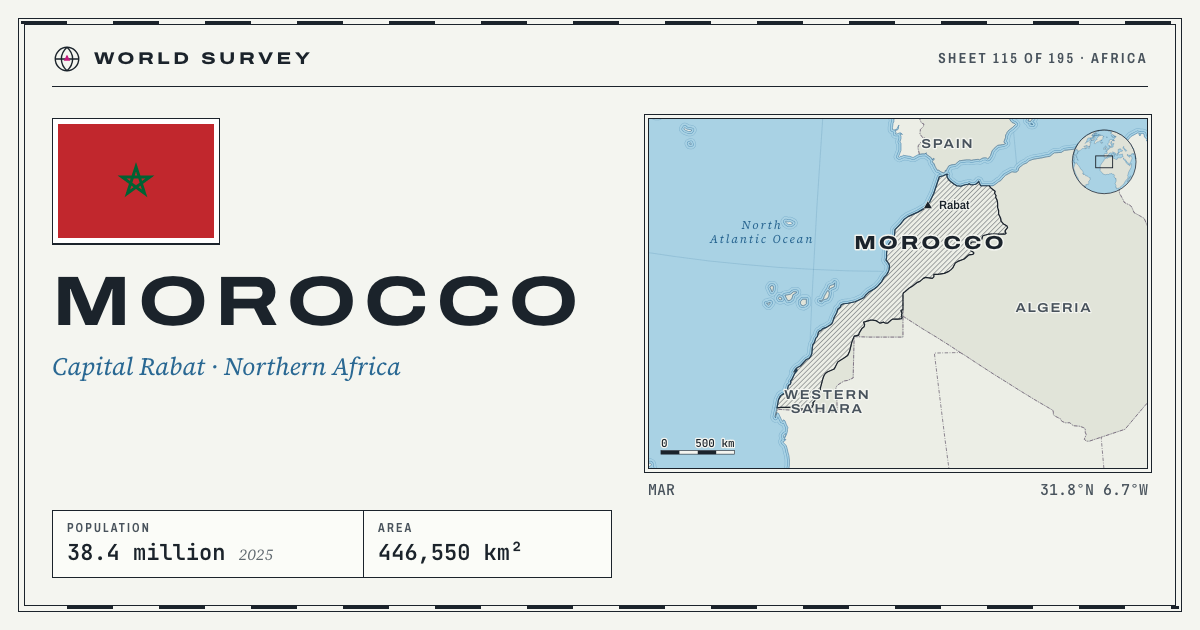 WORLD SURVEY
SHEET 115 OF 195 · AFRICA
MOROCCO
Capital Rabat · Northern Africa
SPAIN
Rabat
North
Atlantic Ocean
MOROCCO
ALGERIA
WESTERN
SAHARA
0 500 km
MAR
31.8°N 6.7°W
POPULATION
38.4 million 2025
AREA
446,550 km²